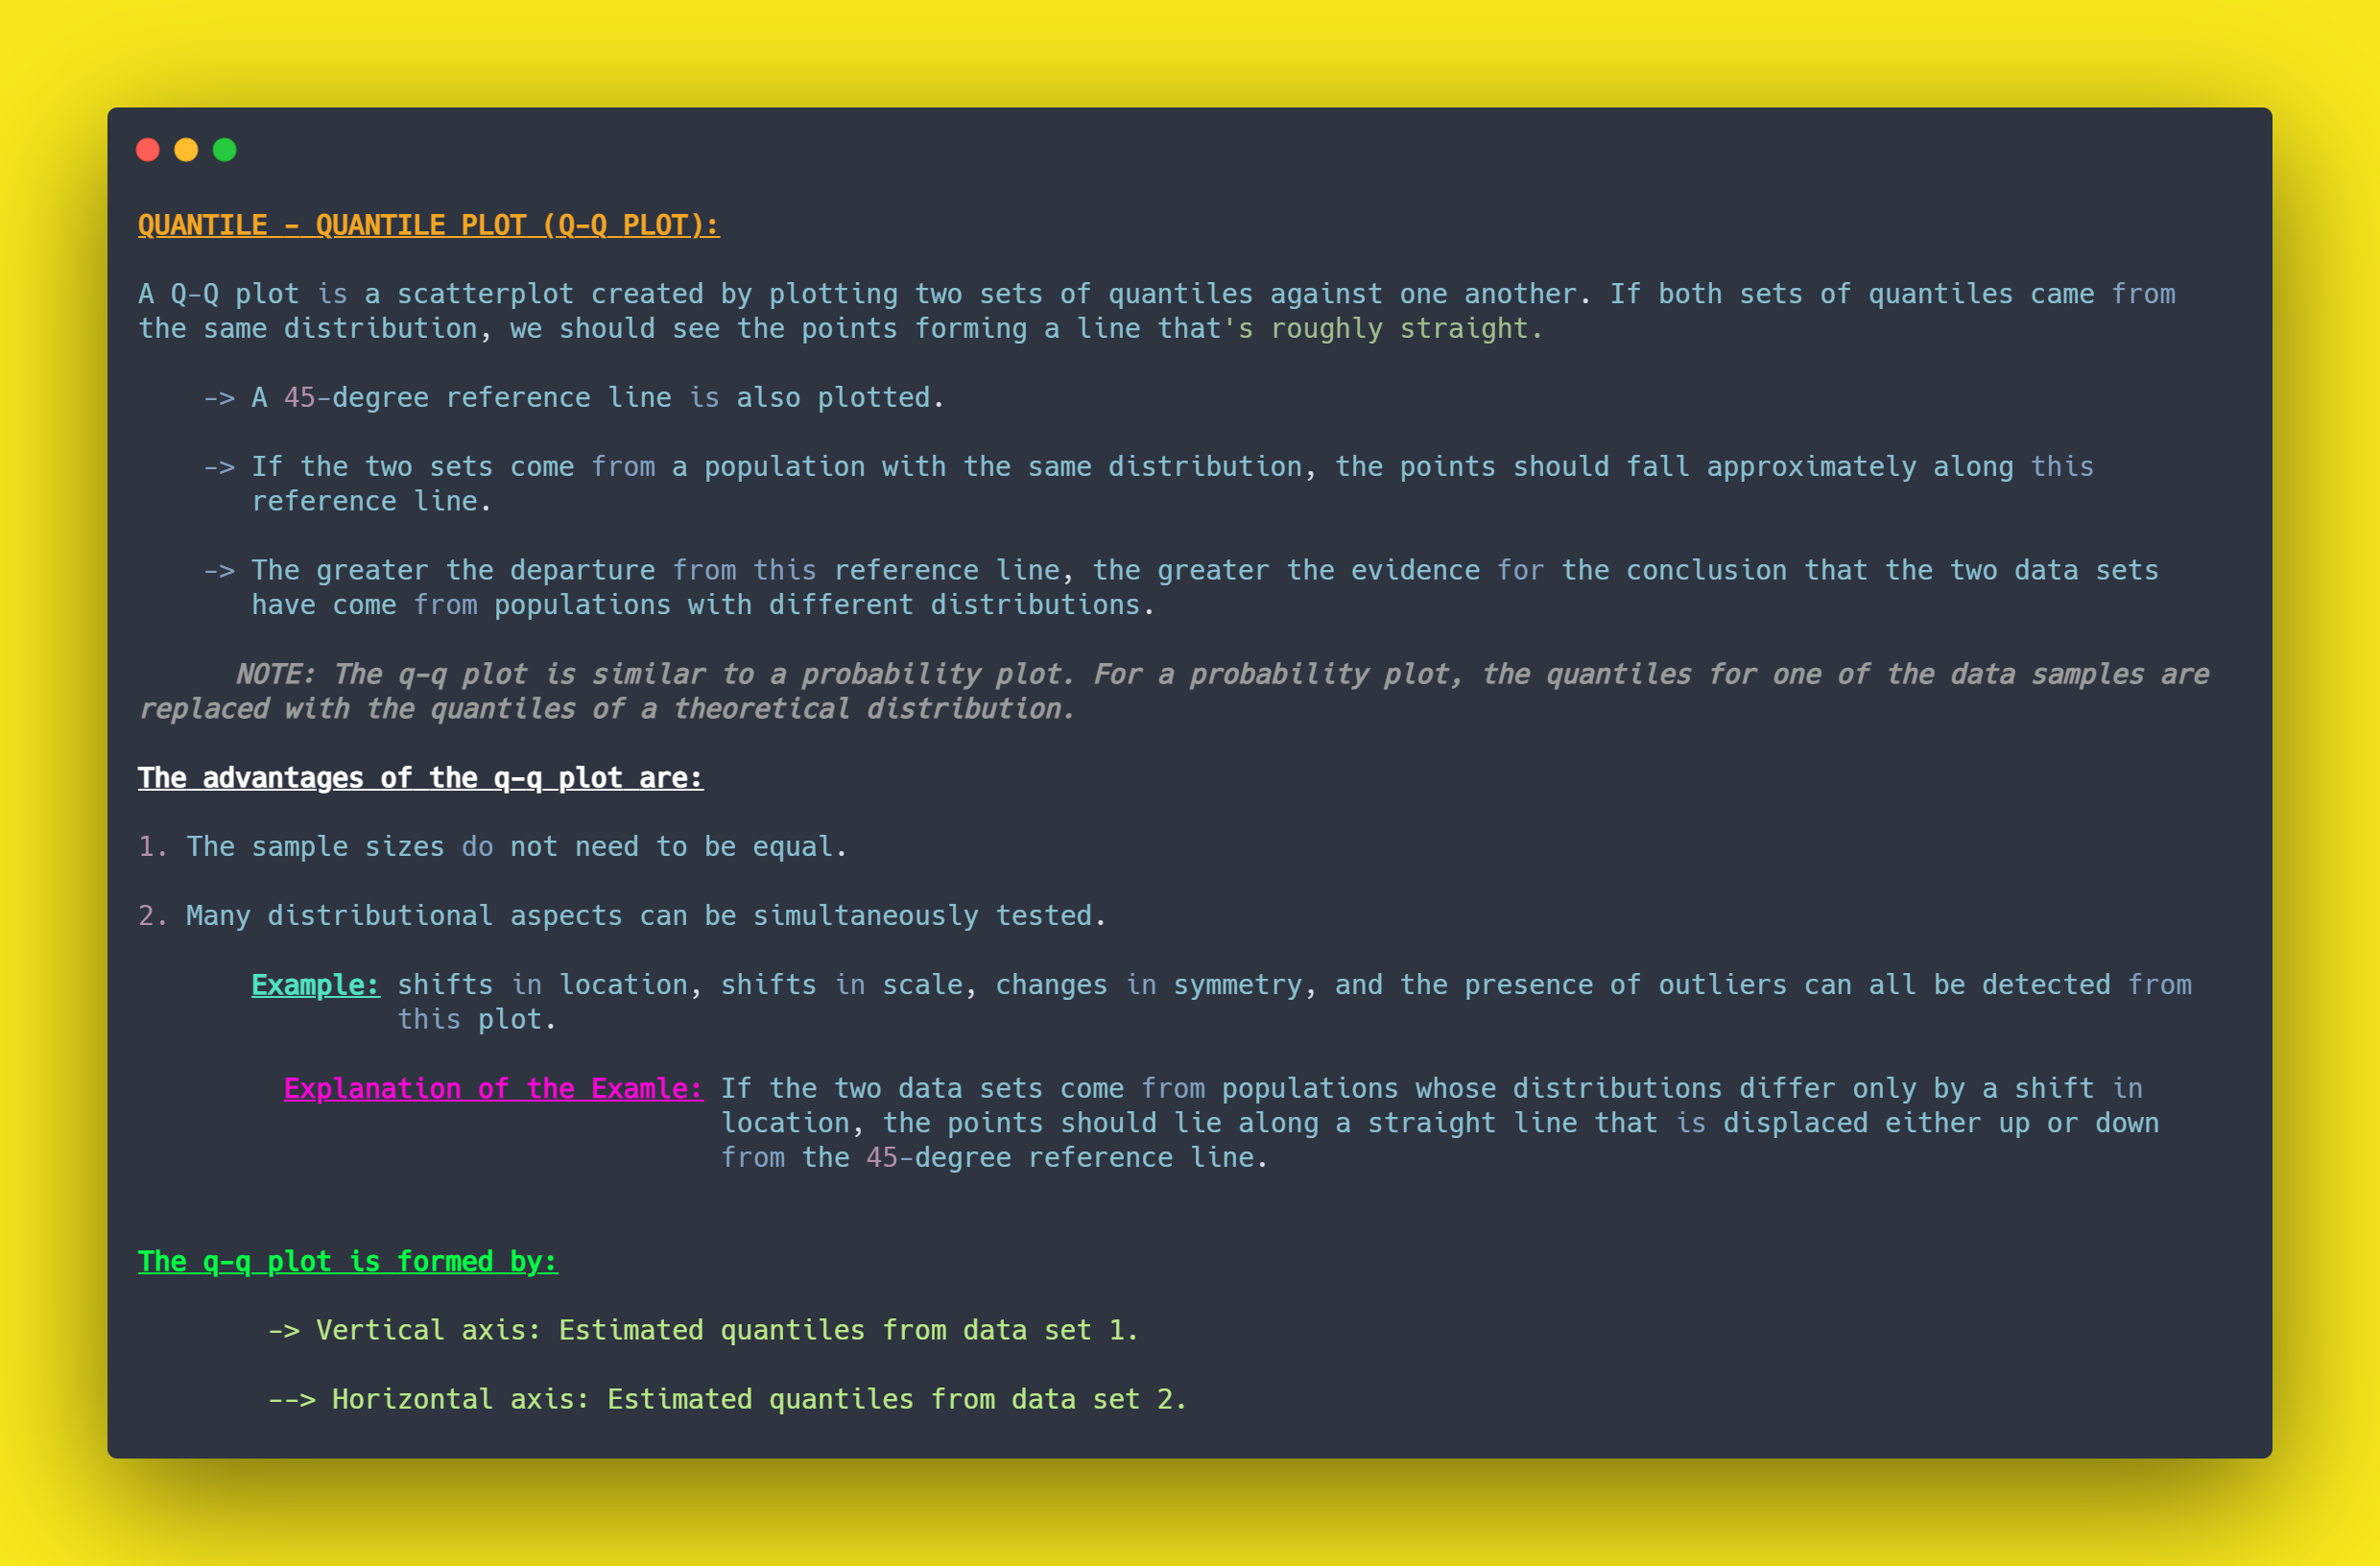 QUANTILE - QUANTILE PLOT (Q-Q PLOT):
A Q-Q plot is a scatterplot created by plotting two sets of quantiles against one another. If both sets of quantiles came from
the same distribution, we should see the points forming a line that's roughly straight.
-> A 45-degree reference line is also plotted.
-> If the two sets come from a population with the same distribution, the points should fall approximately along this
reference line.
-> The greater the departure from this reference line, the greater the evidence for the conclusion that the two data sets
have come from populations with different distributions.
NOTE: The q-q plot is similar to a probability plot. For a probability plot, the quantiles for one of the data samples are
replaced with the quantiles of a theoretical distribution.
The advantages of the q-q plot are:
1. The sample sizes do not need to be equal.
2. Many distributional aspects can be simultaneously tested.
Example: shifts in location, shifts in scale, changes in symmetry, and the presence of outliers can all be detected from
this plot.
Explanation of the Examle: If the two data sets come from populations whose distributions differ only by a shift in
location, the points should lie along a straight line that is displaced either up or down
from the 45-degree reference line.
The q-q plot is formed by:
-> Vertical axis: Estimated quantiles from data set 1.
--> Horizontal axis: Estimated quantiles from data set 2.